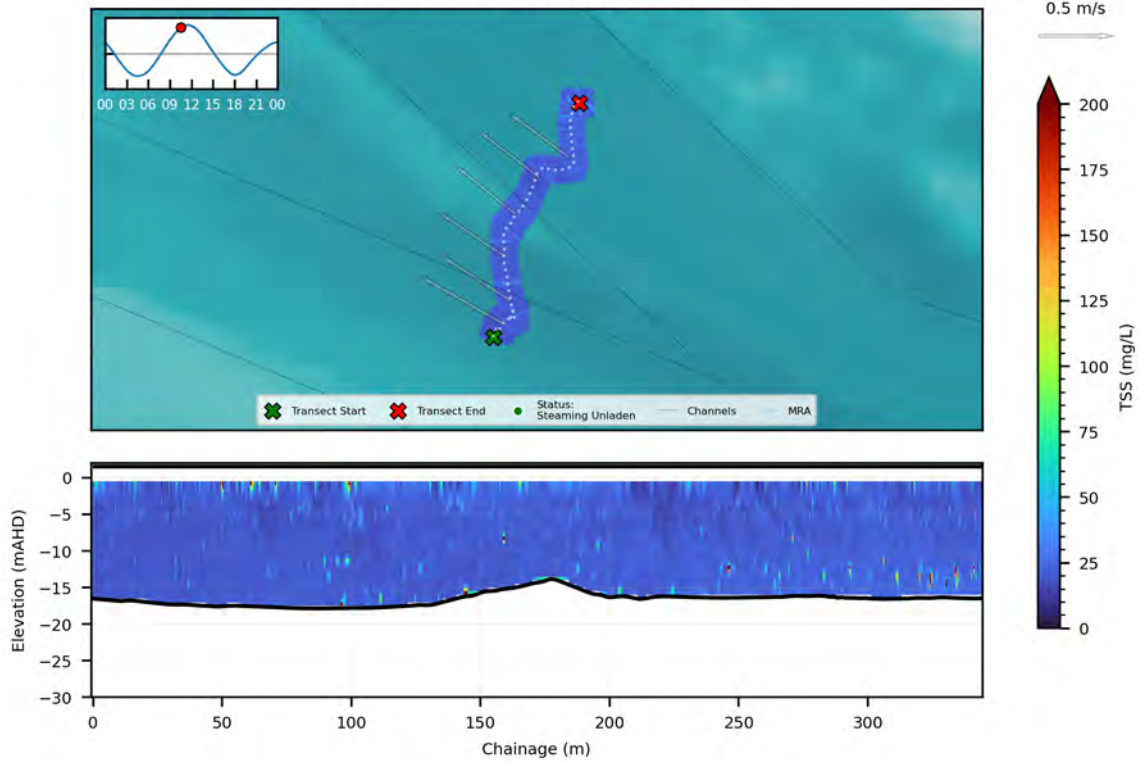 0.5 m/s
00 03 06 09 12 15 18 21 00
Transect Start
Transect End
Status:
Steaming Unladen
Channels
MRA
200
175
150
125
100
75
50
25
0
TSS (mg/L)
0
−5
−10
−15
−20
−25
−30
Elevation (mAHD)
0 50 100 150 200 250 300
Chainage (m)